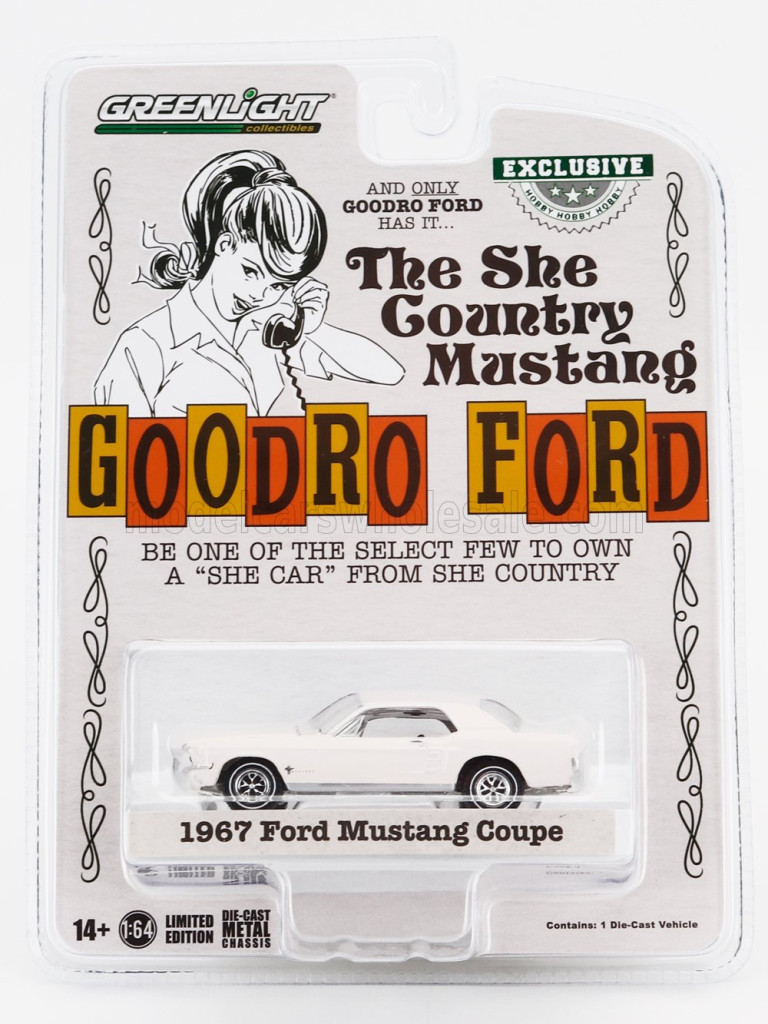 GREENLIGHT
collectibles
EXCLUSIVE
HOBBY HOBBY HOBBY
AND ONLY
GOODRO FORD
HAS IT...
The She
Country
Mustang
GOODRO FORD
modelcarswholesale.com
BE ONE OF THE SELECT FEW TO OWN
A “SHE CAR” FROM SHE COUNTRY
1967 Ford Mustang Coupe
14+
1:64
LIMITED
EDITION
DIE-CAST
METAL
CHASSIS
Contains: 1 Die-Cast Vehicle